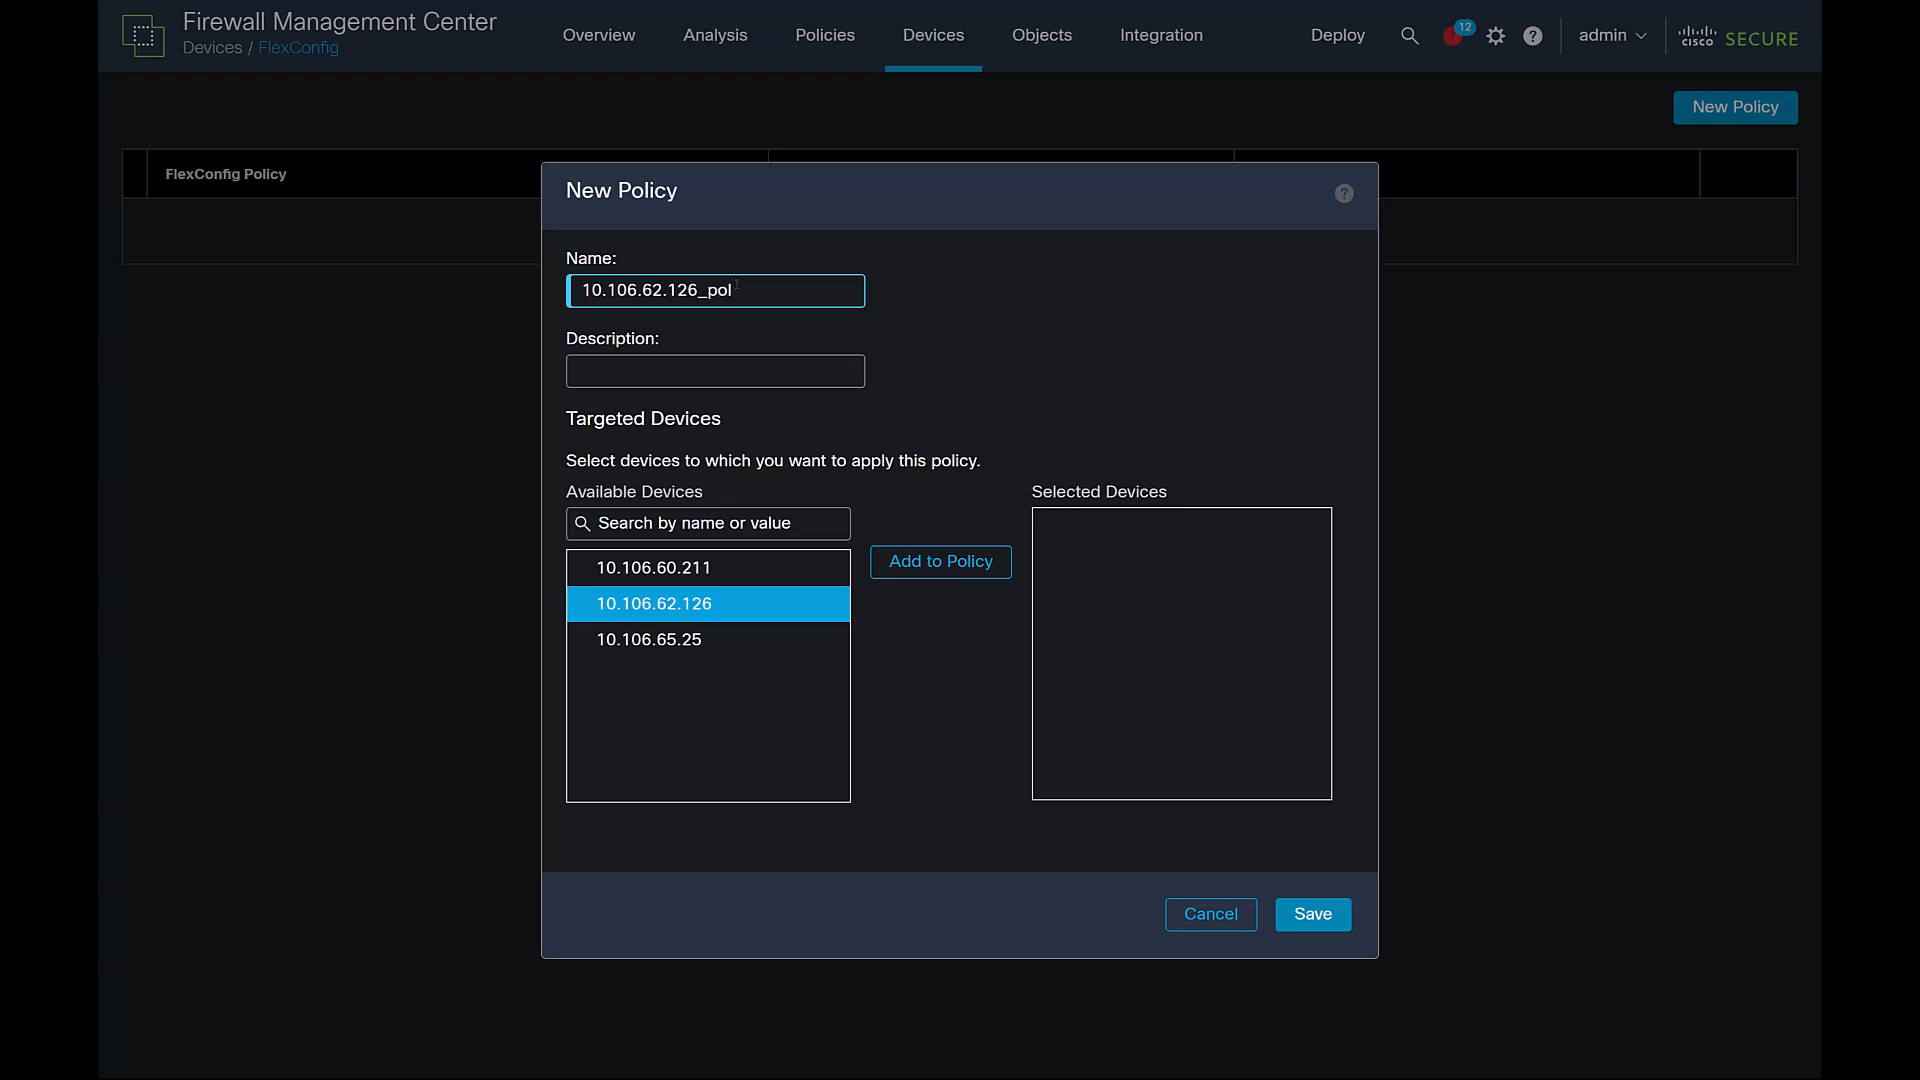 Firewall Management Center
Devices / FlexConfig
Overview
Analysis
Policies
Devices
Objects
Integration
Deploy
12
admin
cisco SECURE
New Policy
FlexConfig Policy
New Policy
Name:
10.106.62.126_pol
Description:
Targeted Devices
Select devices to which you want to apply this policy.
Available Devices
Search by name or value
10.106.60.211
10.106.62.126
10.106.65.25
Add to Policy
Selected Devices
Cancel
Save